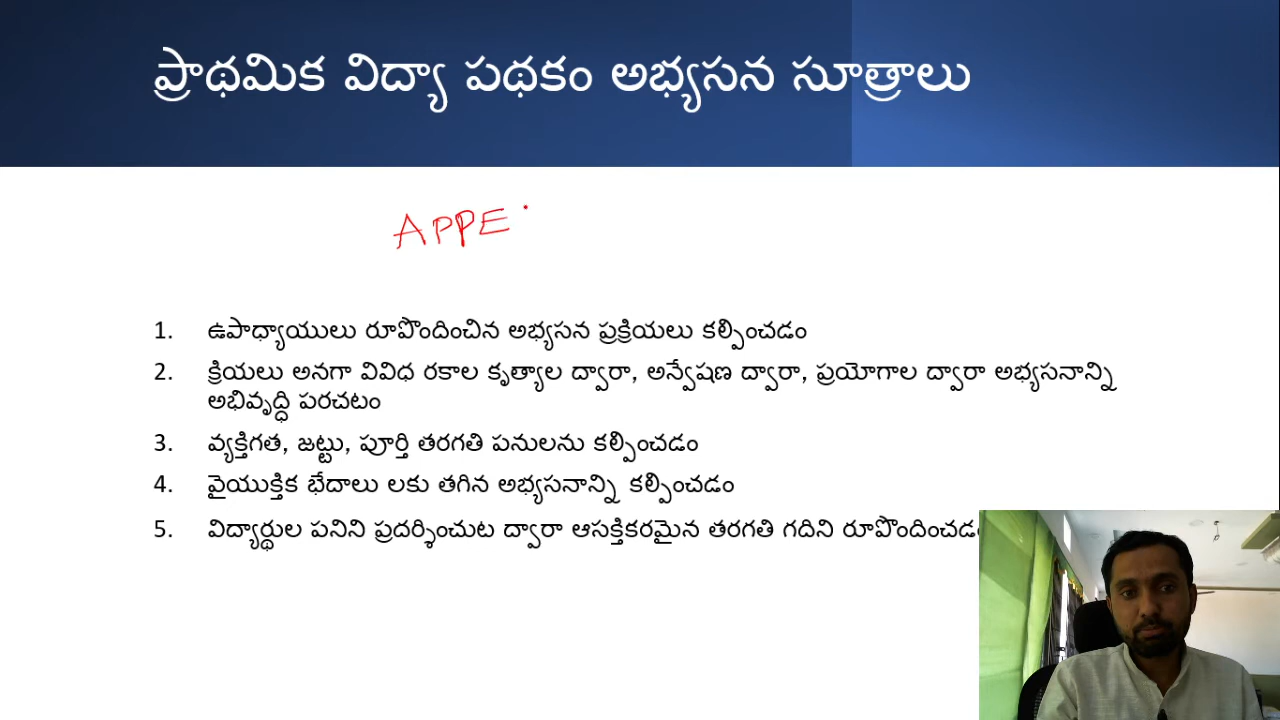 ప్రాథమిక విద్యా పథకం అభ్యసన సూత్రాలు
APPE
1. ఉపాధ్యాయులు రూపొందించిన అభ్యసన ప్రక్రియలు కల్పించడం
2. క్రియలు అనగా వివిధ రకాల కృత్యాల ద్వారా, అన్వేషణ ద్వారా, ప్రయోగాల ద్వారా అభ్యసనాన్ని
అభివృద్ధి పరచటం
3. వ్యక్తిగత, జట్టు, పూర్తి తరగతి పనులను కల్పించడం
4. వైయుక్తిక భేదాలు లకు తగిన అభ్యసనాన్ని కల్పించడం
5. విద్యార్థుల పనిని ప్రదర్శించుట ద్వారా ఆసక్తికరమైన తరగతి గదిని రూపొందించడం